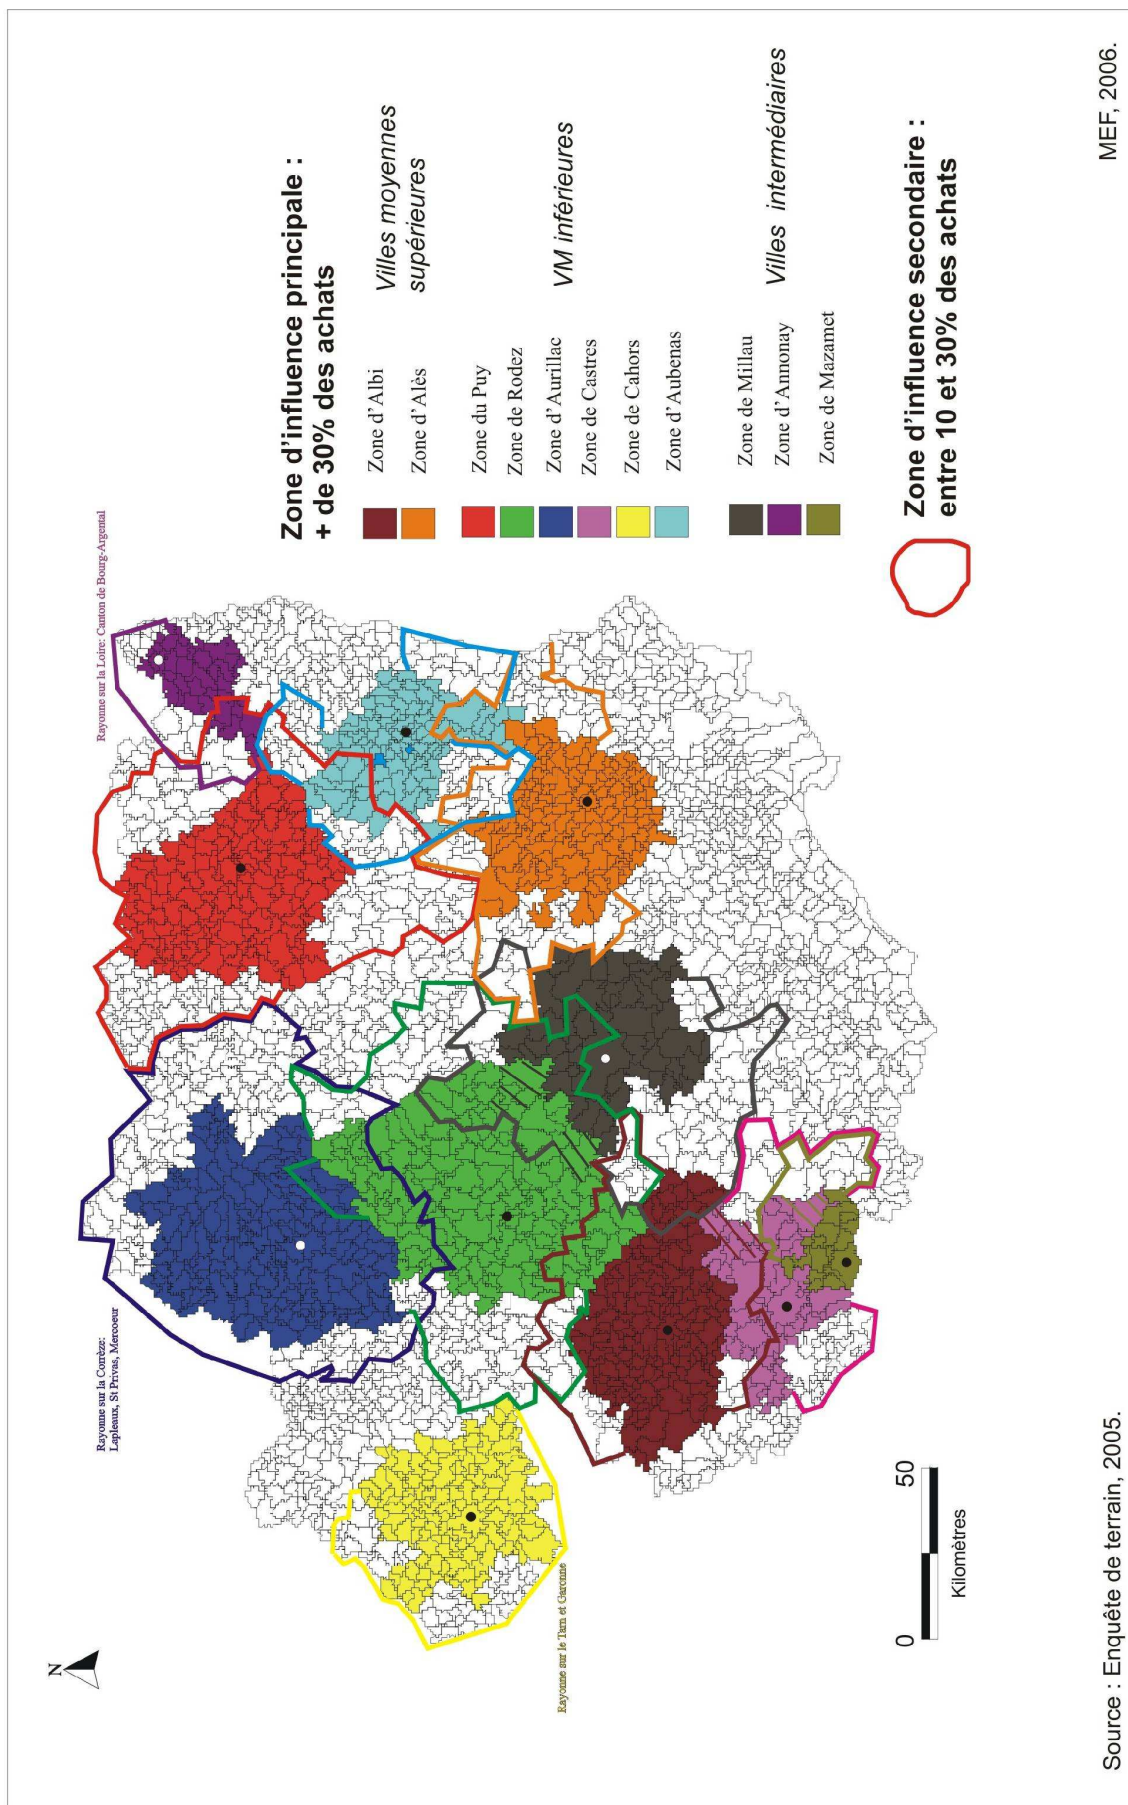 N
Rayonne sur la Corrèze:
Lapleaux, St Privas, Mercoeur
Rayonne sur la Loire: Canton de Bourg-Argental
Rayonne sur le Tarn et Garonne
Zone d'influence principale :
+ de 30% des achats
Villes moyennes
supérieures
Zone d'Albi
Zone d'Alès
VM inférieures
Zone du Puy
Zone de Rodez
Zone d'Aurillac
Zone de Castres
Zone de Cahors
Zone d'Aubenas
Villes intermédiaires
Zone de Millau
Zone d'Annonay
Zone de Mazamet
Zone d'influence secondaire :
entre 10 et 30% des achats
0 50
Kilomètres
Source : Enquête de terrain, 2005.
MEF, 2006.